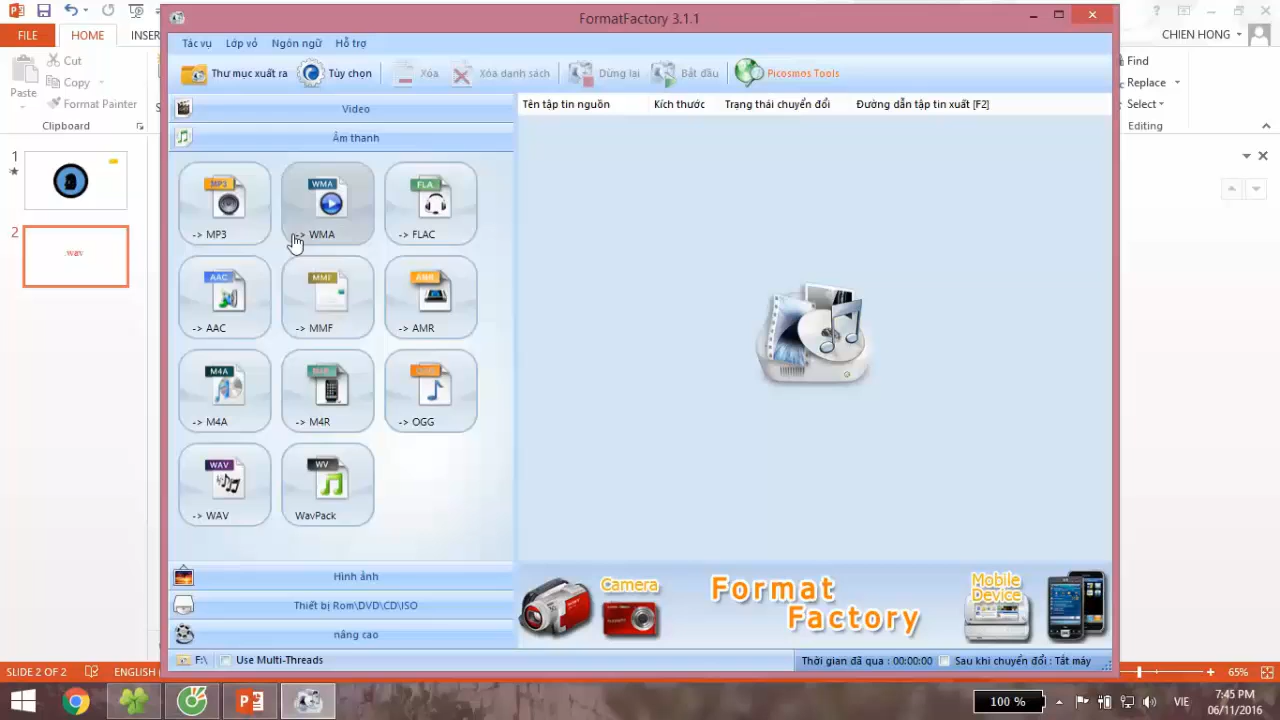 FormatFactory 3.1.1
FILE
HOME
INSER
CHIEN HONG
Paste
Cut
Copy
Format Painter
Clipboard
Find
Replace
Select
Editing
Tác vụ
Lớp vỏ
Ngôn ngữ
Hỗ trợ
Thư mục xuất ra
Tùy chọn
Xóa
Xóa danh sách
Dừng lại
Bắt đầu
Picosmos Tools
Video
Âm thanh
Tên tập tin nguồn
Kích thước
Trạng thái chuyển đổi
Đường dẫn tập tin xuất [F2]
1
2
.wav
MP3
WMA
FLA
-> MP3
-> WMA
-> FLAC
AAC
MMF
AMR
-> AAC
-> MMF
-> AMR
M4A
M4R
OGG
-> M4A
-> M4R
-> OGG
WAV
WV
-> WAV
WavPack
Hình ảnh
Thiết bị Rom\DVD\CD\ISO
nâng cao
Camera
Format
Factory
Mobile
Device
F:\
Use Multi-Threads
Thời gian đã qua : 00:00:00
Sau khi chuyển đổi : Tắt máy
SLIDE 2 OF 2
ENGLISH
65%
100 %
VIE
7:45 PM
06/11/2016